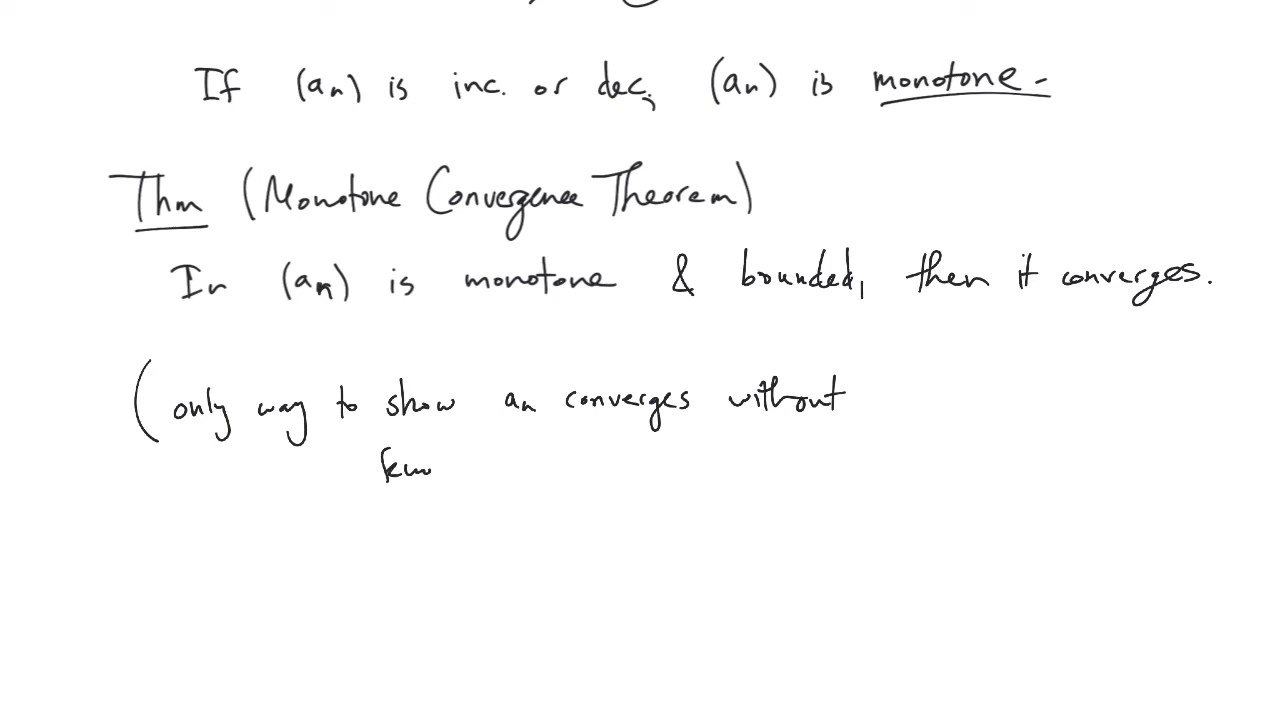 If (an) is inc. or dec, (an) is monotone -
Thm (Monotone Convergence Theorem)
In (an) is monotone & bounded, then it converges.
(only way to show an converges without